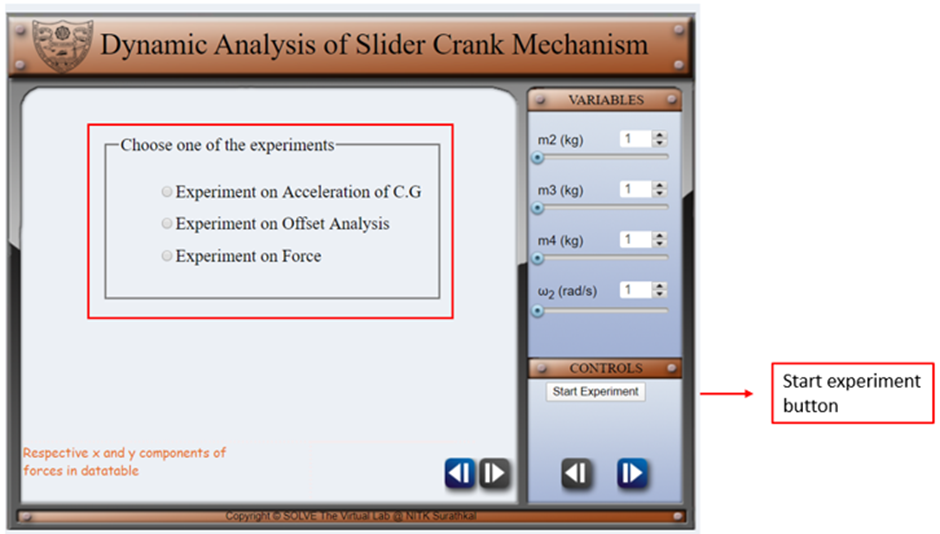 Dynamic Analysis of Slider Crank Mechanism
Choose one of the experiments
Experiment on Acceleration of C.G
Experiment on Offset Analysis
Experiment on Force
Respective x and y components of
forces in datatable
VARIABLES
m2 (kg) 1
m3 (kg) 1
m4 (kg) 1
ω2 (rad/s) 1
CONTROLS
Start Experiment
Start experiment
button
Copyright © SOLVE The Virtual Lab @ NITK Surathkal